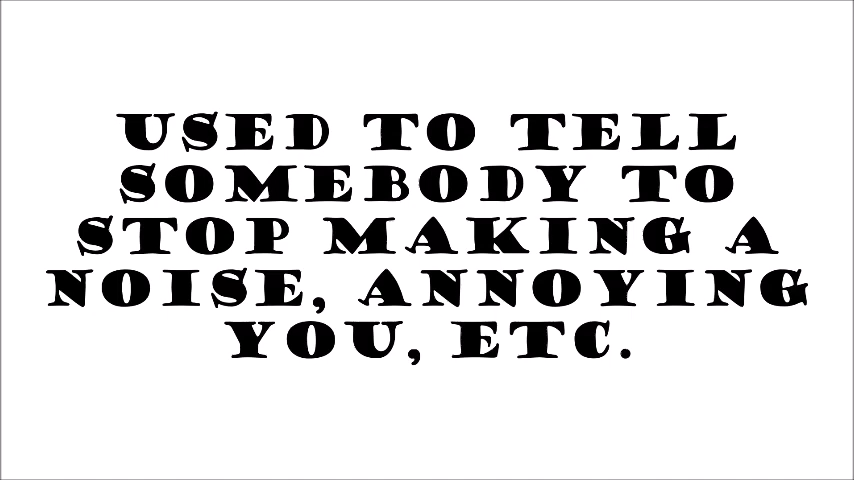 USED TO TELL
SOMEBODY TO
STOP MAKING A
NOISE, ANNOYING
YOU, ETC.